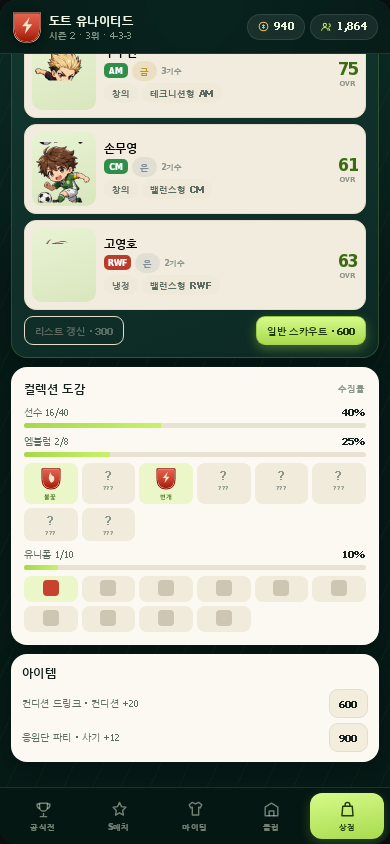 도트 유나이티드
시즌 2 · 3위 · 4-3-3
940
1,864
AM 금 3기수
창의 테크니션형 AM
75
OVR
손무영
CM 은 2기수
창의 밸런스형 CM
61
OVR
고영호
RWF 은 2기수
냉정 밸런스형 RWF
63
OVR
리스트 갱신 · 300
일반 스카우트 · 600
컬렉션 도감
수집률
선수 16/40
40%
엠블럼 2/8
25%
불꽃
?
???
번개
?
???
?
???
?
???
?
???
?
???
유니폼 1/10
10%
아이템
컨디션 드링크 · 컨디션 +20
600
응원단 파티 · 사기 +12
900
공식전
S매치
마이팀
클럽
상점